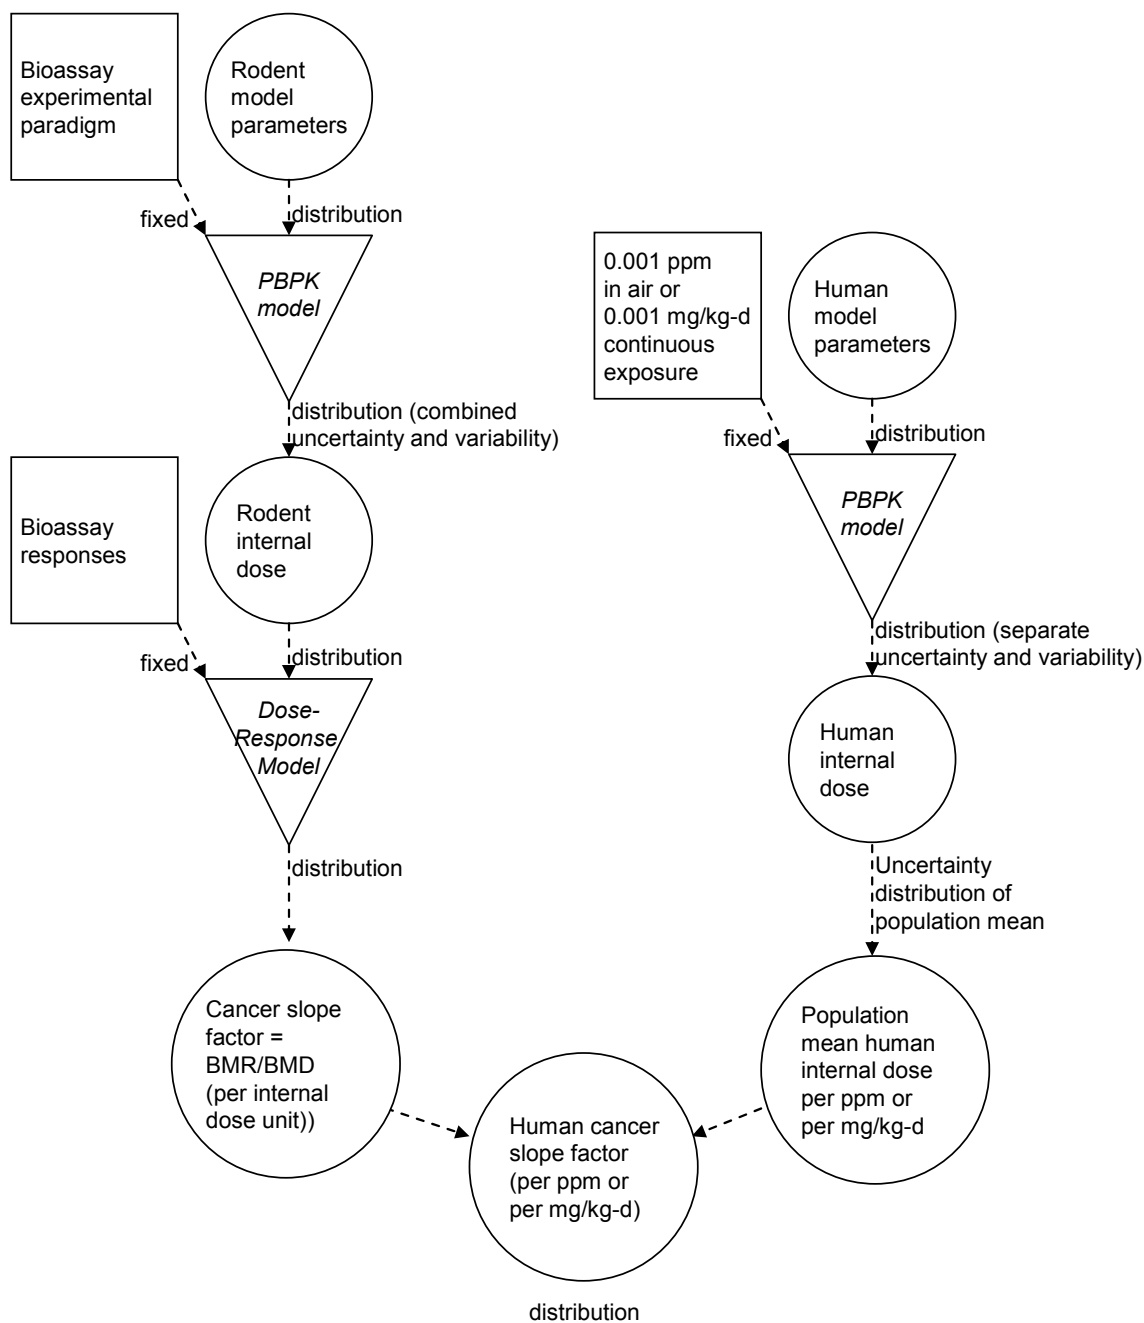 Bioassay
experimental
paradigm
Rodent
model
parameters
fixed
distribution
PBPK
model
distribution (combined
uncertainty and variability)
Bioassay
responses
Rodent
internal
dose
fixed
distribution
Dose-
Response
Model
distribution
Cancer slope
factor =
BMR/BMD
(per internal
dose unit))
0.001 ppm
in air or
0.001 mg/kg-d
continuous
exposure
Human
model
parameters
fixed
distribution
PBPK
model
distribution (separate
uncertainty and variability)
Human
internal
dose
Uncertainty
distribution of
population mean
Population
mean human
internal dose
per ppm or
per mg/kg-d
Human cancer
slope factor
(per ppm or
per mg/kg-d)
distribution